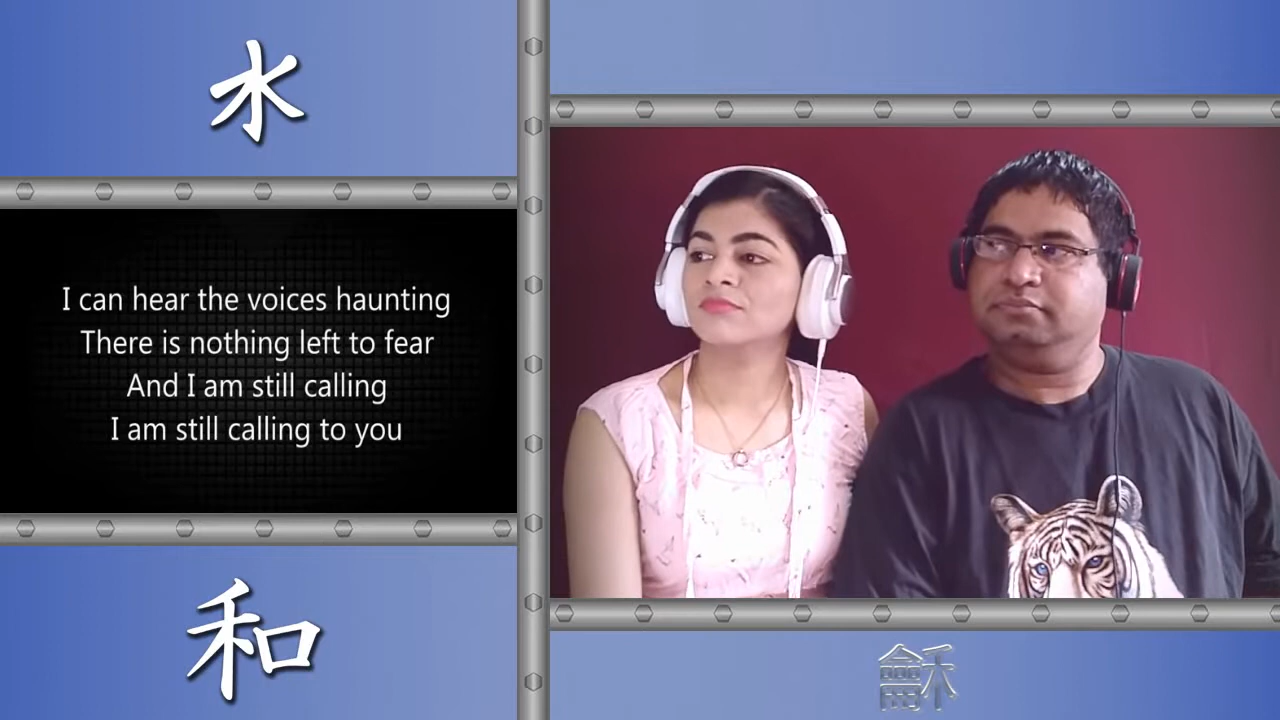 水
I can hear the voices haunting
There is nothing left to fear
And I am still calling
I am still calling to you
和
龢